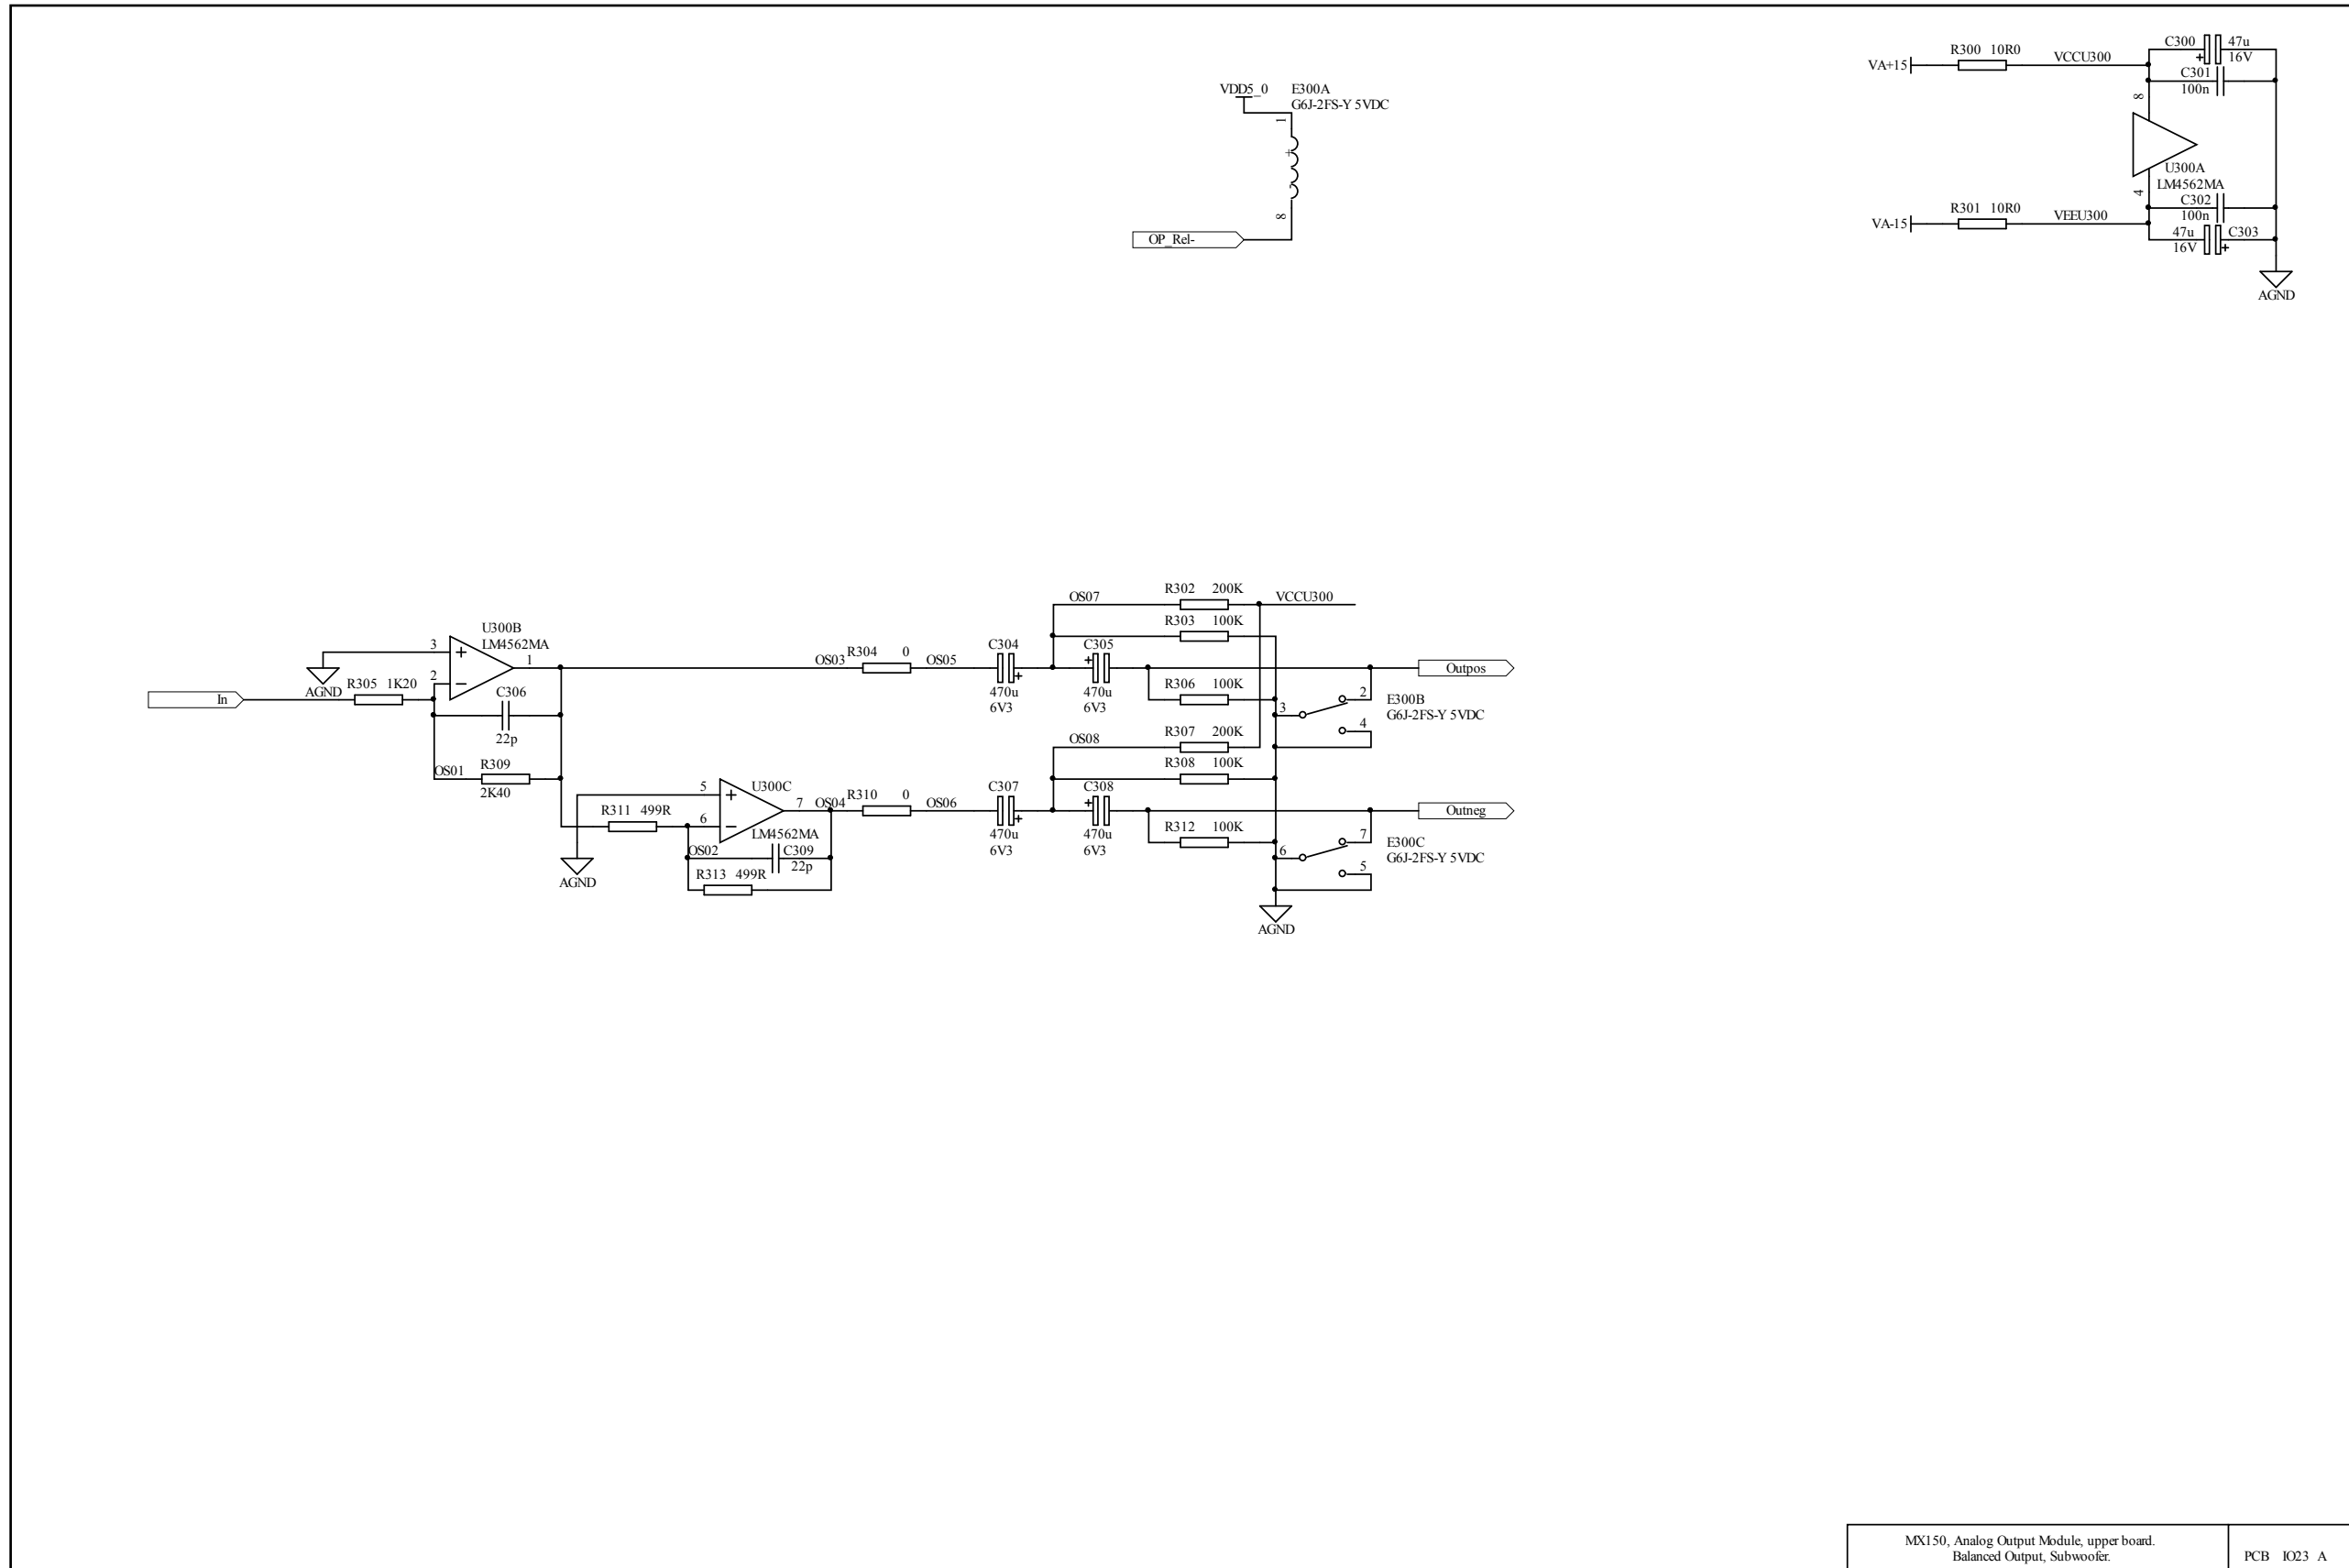 VDD5_0 E300A
G6J-2FS-Y 5VDC
1
+
8
OP_Rel-
VA+15 R300 10R0 VCCU300
C300 47u
+ 16V
C301
100n
8
U300A
LM4562MA
4
C302
100n
VA-15 R301 10R0 VEEU300
47u C303
16V +
AGND
OS07 R302 200K VCCU300
R303 100K
U300B
LM4562MA
3 +
1
2 −
AGND
In
R305 1K20
C306
22p
OS01 R309
2K40
OS03 R304 0 OS05
C304
+
470u
6V3
C305
+
470u
6V3
Outpos
R306 100K
2
3
4
E300B
G6J-2FS-Y 5VDC
OS08 R307 200K
R308 100K
U300C
5 +
7
R311 499R
6 −
LM4562MA
OS02
C309
22p
R313 499R
AGND
OS04 R310 0 OS06
C307
+
470u
6V3
C308
+
470u
6V3
Outneg
R312 100K
7
6
5
E300C
G6J-2FS-Y 5VDC
AGND
MX150, Analog Output Module, upper board.
Balanced Output, Subwoofer.
PCB IO23 A